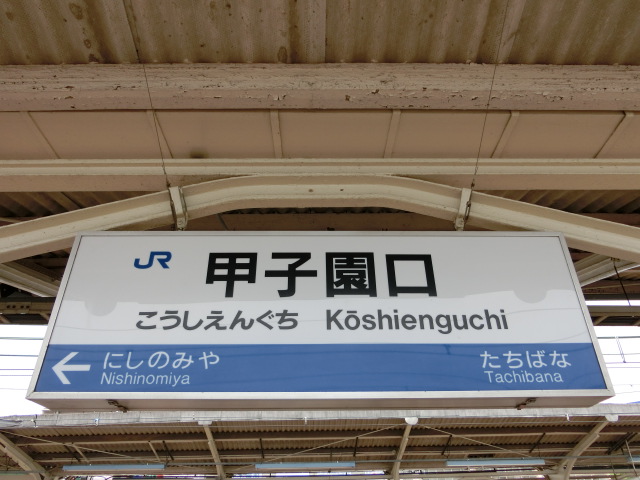 JR 甲子園口
こうしえんぐち Kōshienguchi
← にしのみや たちばな
Nishinomiya Tachibana